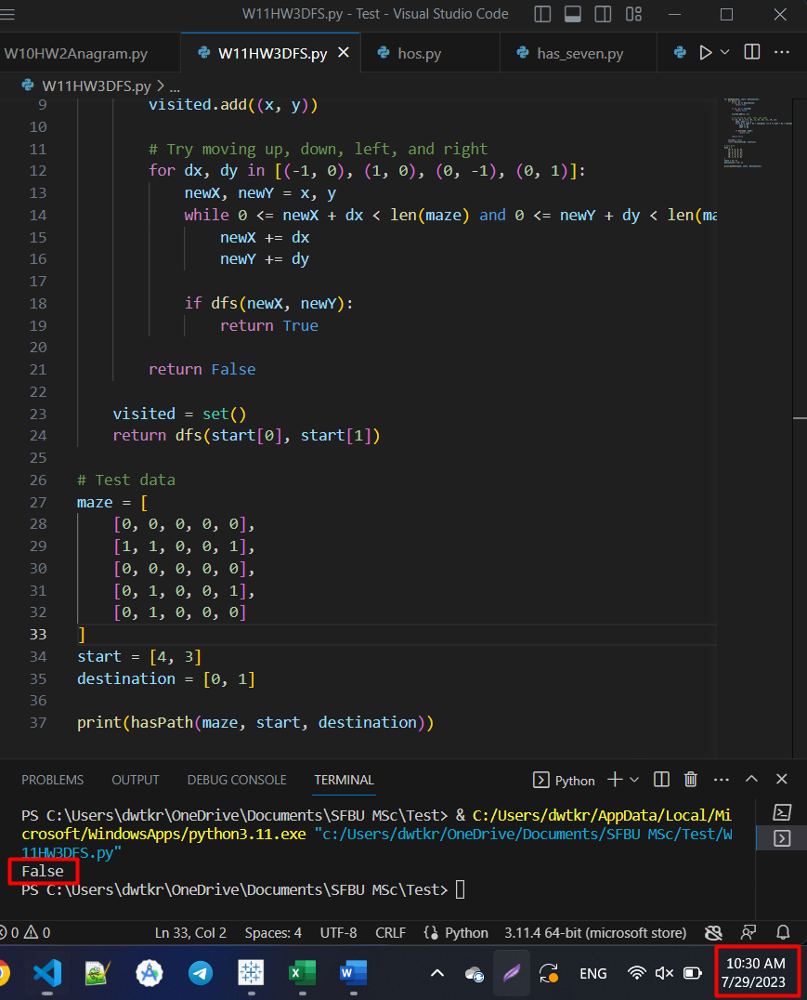 W11HW3DFS.py - Test - Visual Studio Code
W10HW2Anagram.py W11HW3DFS.py hos.py has_seven.py
W11HW3DFS.py > ...
9 visited.add((x, y))
10
11 # Try moving up, down, left, and right
12 for dx, dy in [(-1, 0), (1, 0), (0, -1), (0, 1)]:
13 newX, newY = x, y
14 while 0 <= newX + dx < len(maze) and 0 <= newY + dy < len(ma
15 newX += dx
16 newY += dy
17
18 if dfs(newX, newY):
19 return True
20
21 return False
22
23 visited = set()
24 return dfs(start[0], start[1])
25
26 # Test data
27 maze = [
28 [0, 0, 0, 0, 0],
29 [1, 1, 0, 0, 1],
30 [0, 0, 0, 0, 0],
31 [0, 1, 0, 0, 1],
32 [0, 1, 0, 0, 0]
33 ]
34 start = [4, 3]
35 destination = [0, 1]
36
37 print(hasPath(maze, start, destination))
PROBLEMS OUTPUT DEBUG CONSOLE TERMINAL Python
PS C:\Users\dwtkr\OneDrive\Documents\SFBU MSc\Test> & C:/Users/dwtkr/AppData/Local/Mi
crosoft/WindowsApps/python3.11.exe "c:/Users/dwtkr/OneDrive/Documents/SFBU MSc/Test/W
11HW3DFS.py"
False
PS C:\Users\dwtkr\OneDrive\Documents\SFBU MSc\Test>
0 0 Ln 33, Col 2 Spaces: 4 UTF-8 CRLF Python 3.11.4 64-bit (microsoft store)
ENG 10:30 AM
7/29/2023